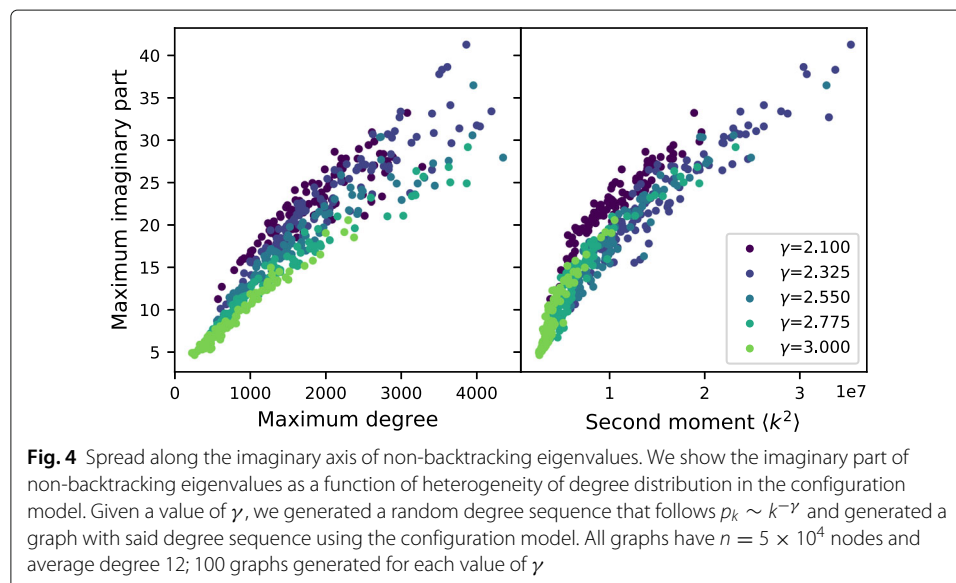 40
35
30
25
20
15
10
5
Maximum imaginary part
0 1000 2000 3000 4000
Maximum degree
1 2 3
1e7
Second moment ⟨k²⟩
γ=2.100
γ=2.325
γ=2.550
γ=2.775
γ=3.000
Fig. 4 Spread along the imaginary axis of non-backtracking eigenvalues. We show the imaginary part of
non-backtracking eigenvalues as a function of heterogeneity of degree distribution in the configuration
model. Given a value of γ, we generated a random degree sequence that follows pₖ ∼ k⁻ᵞ and generated a
graph with said degree sequence using the configuration model. All graphs have n = 5 × 10⁴ nodes and
average degree 12; 100 graphs generated for each value of γ